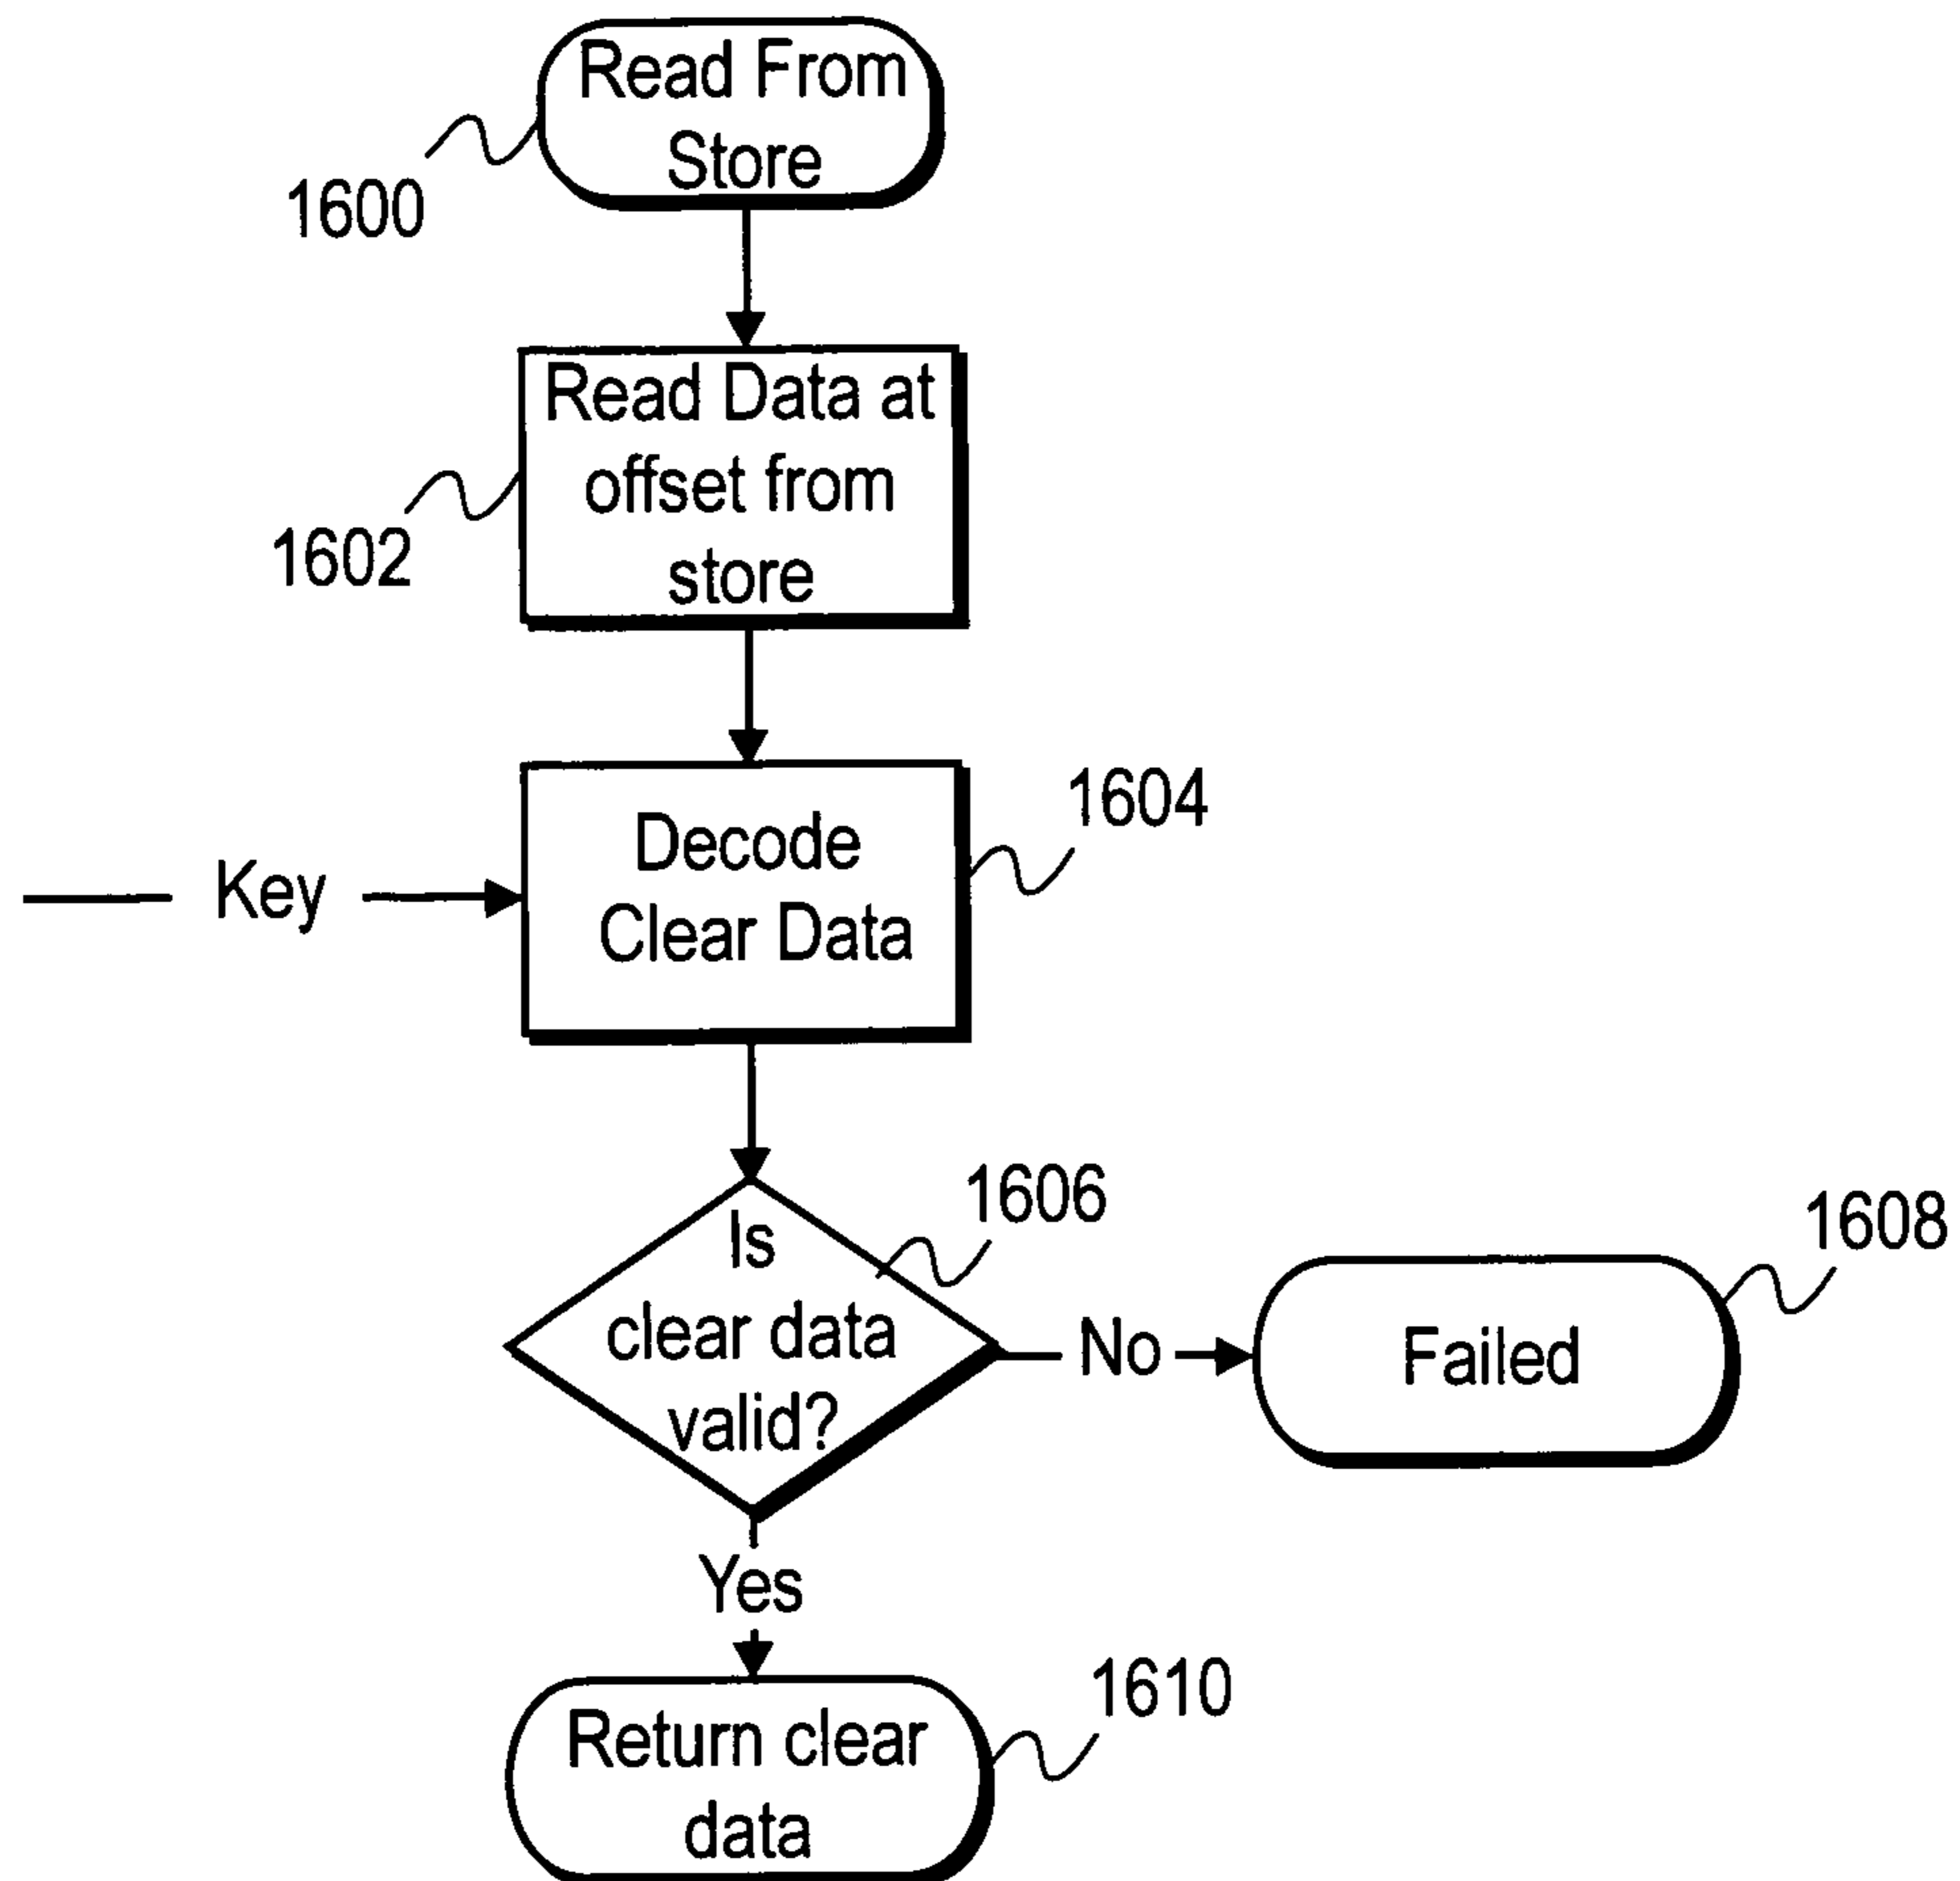 Read From
Store
1600
Read Data at
offset from
store
1602
1604
Decode
Clear Data
Key
1606
Is
clear data
valid?
No
1608
Failed
Yes
1610
Return clear
data